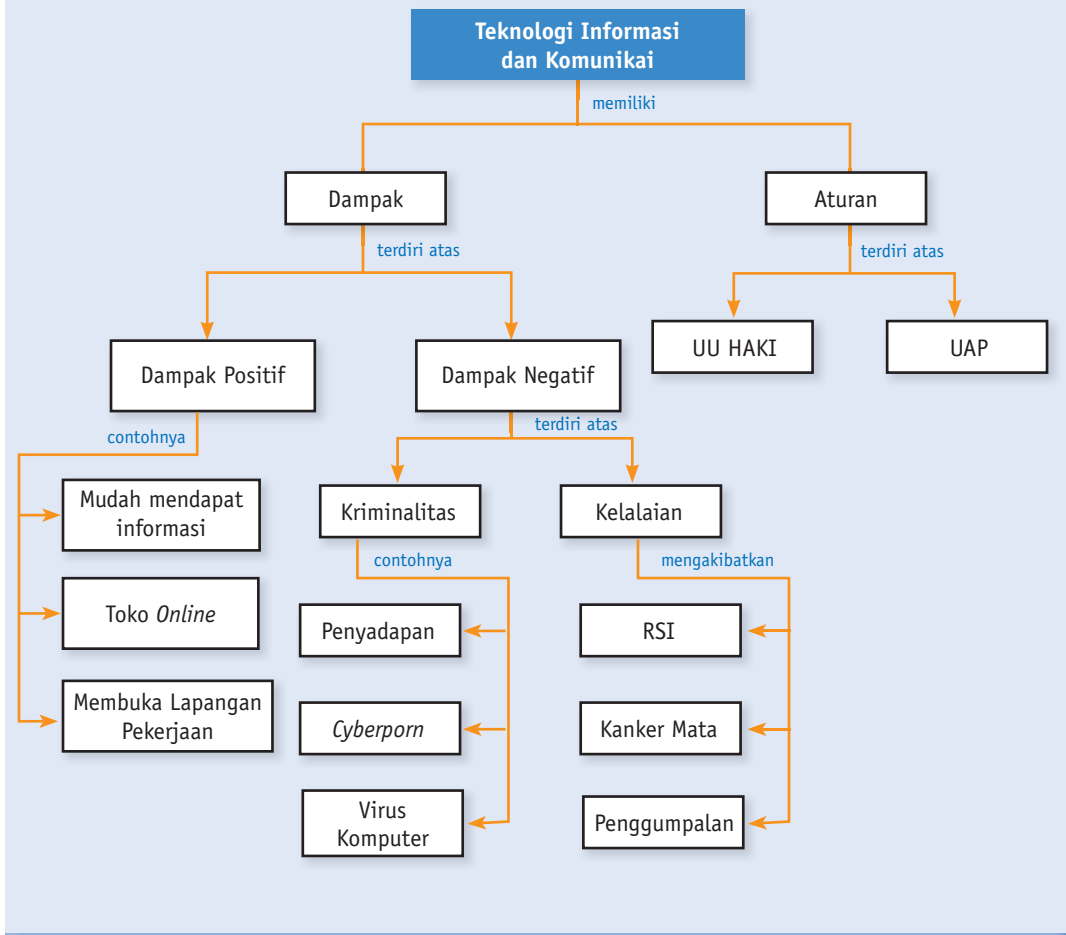 Teknologi Informasi
dan Komunikai
memiliki
Dampak
Aturan
terdiri atas
terdiri atas
Dampak Positif
Dampak Negatif
UU HAKI
UAP
contohnya
terdiri atas
Mudah mendapat
informasi
Toko Online
Membuka Lapangan
Pekerjaan
Kriminalitas
Kelalaian
contohnya
mengakibatkan
Penyadapan
Cyberporn
Virus
Komputer
RSI
Kanker Mata
Penggumpalan